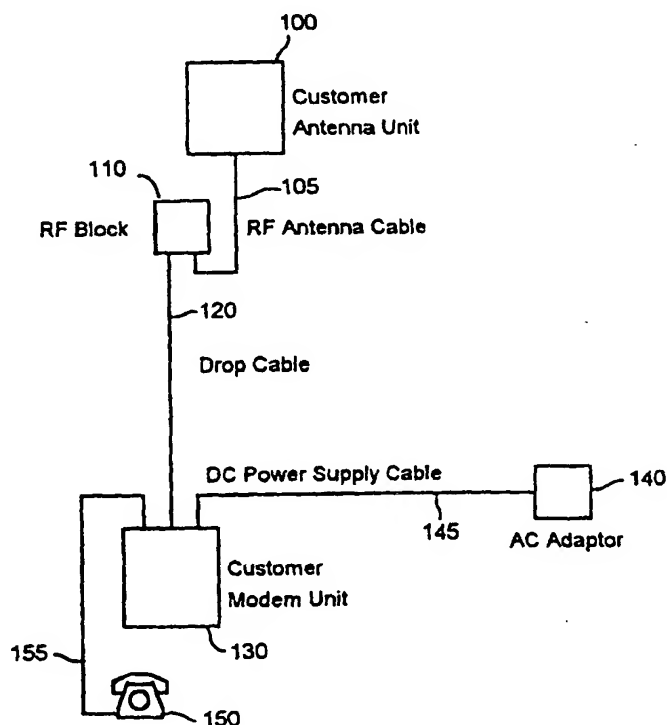 100
Customer
Antenna Unit
110
105
RF Block
RF Antenna Cable
120
Drop Cable
DC Power Supply Cable
140
145
AC Adaptor
Customer
Modem Unit
130
155
150